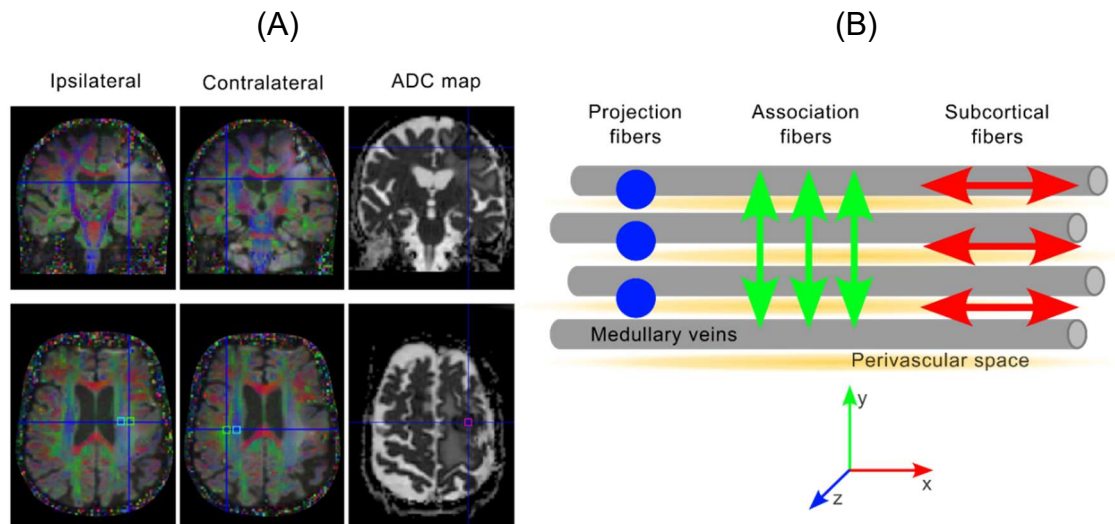 (A)
(B)
Ipsilateral
Contralateral
ADC map
Projection
fibers
Association
fibers
Subcortical
fibers
Medullary veins
Perivascular space
y
z
x